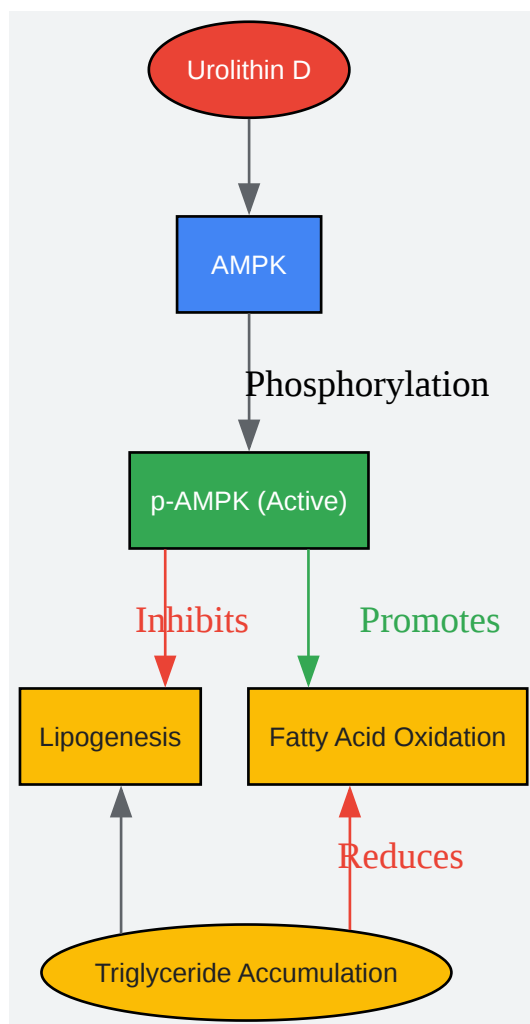 Urolithin D
AMPK
Phosphorylation
p-AMPK (Active)
Inhibits
Promotes
Lipogenesis
Fatty Acid Oxidation
Reduces
Triglyceride Accumulation